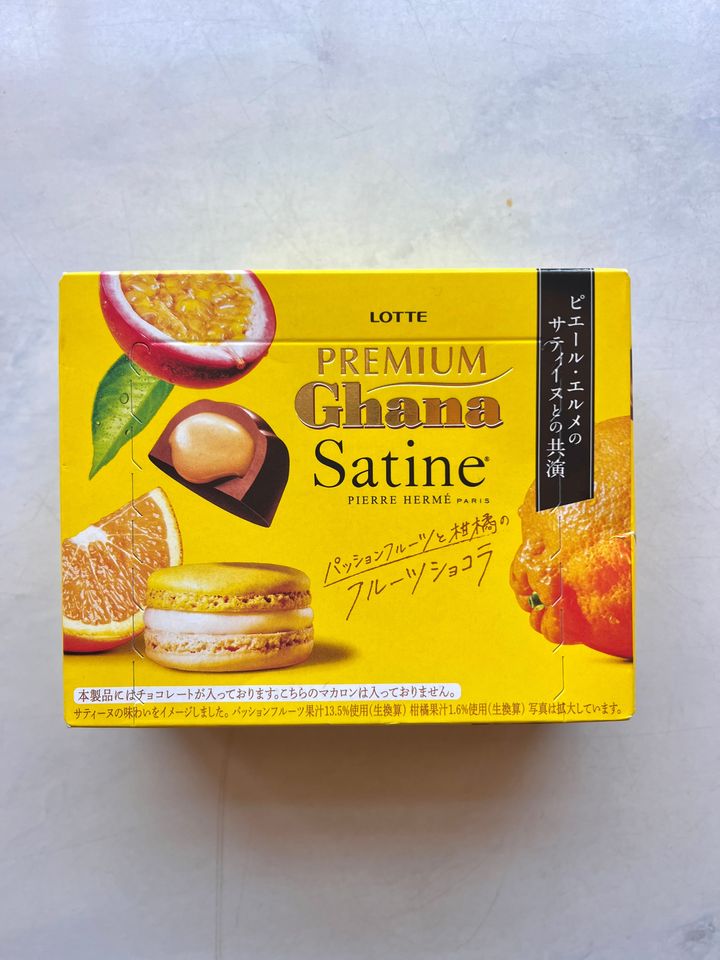 LOTTE
PREMIUM
Ghana
Satine®
PIERRE HERMÉ PARIS
パッションフルーツと柑橘の
フルーツショコラ
ピエール・エルメの
サティーヌとの共演
本製品にはチョコレートが入っております。こちらのマカロンは入っておりません。
サティーヌの味わいをイメージしました。パッションフルーツ果汁13.5%使用(生換算) 柑橘果汁1.6%使用(生換算) 写真は拡大しています。